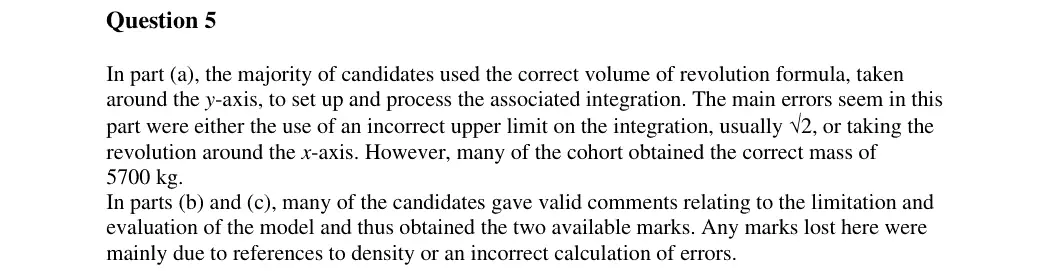 Question 5
In part (a), the majority of candidates used the correct volume of revolution formula, taken
around the y-axis, to set up and process the associated integration. The main errors seem in this
part were either the use of an incorrect upper limit on the integration, usually √2, or taking the
revolution around the x-axis. However, many of the cohort obtained the correct mass of
5700 kg.
In parts (b) and (c), many of the candidates gave valid comments relating to the limitation and
evaluation of the model and thus obtained the two available marks. Any marks lost here were
mainly due to references to density or an incorrect calculation of errors.